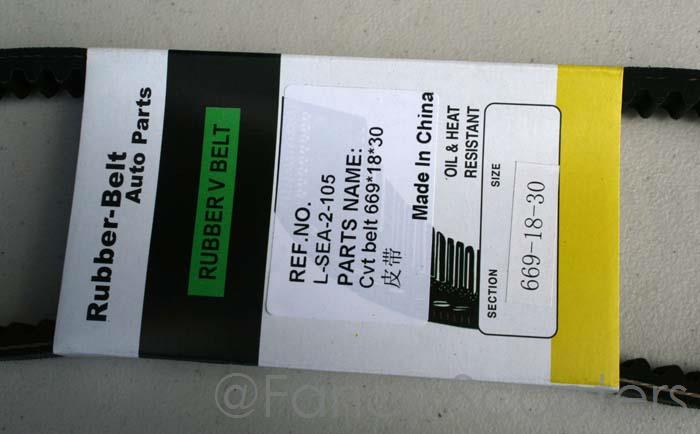 Rubber-Belt
Auto Parts
RUBBER V BELT
REF.NO.
L-SEA-2-105
PARTS NAME:
Cvt belt 669*18*30
皮带
Made In China
OIL & HEAT
RESISTANT
SECTION SIZE
669-18-30